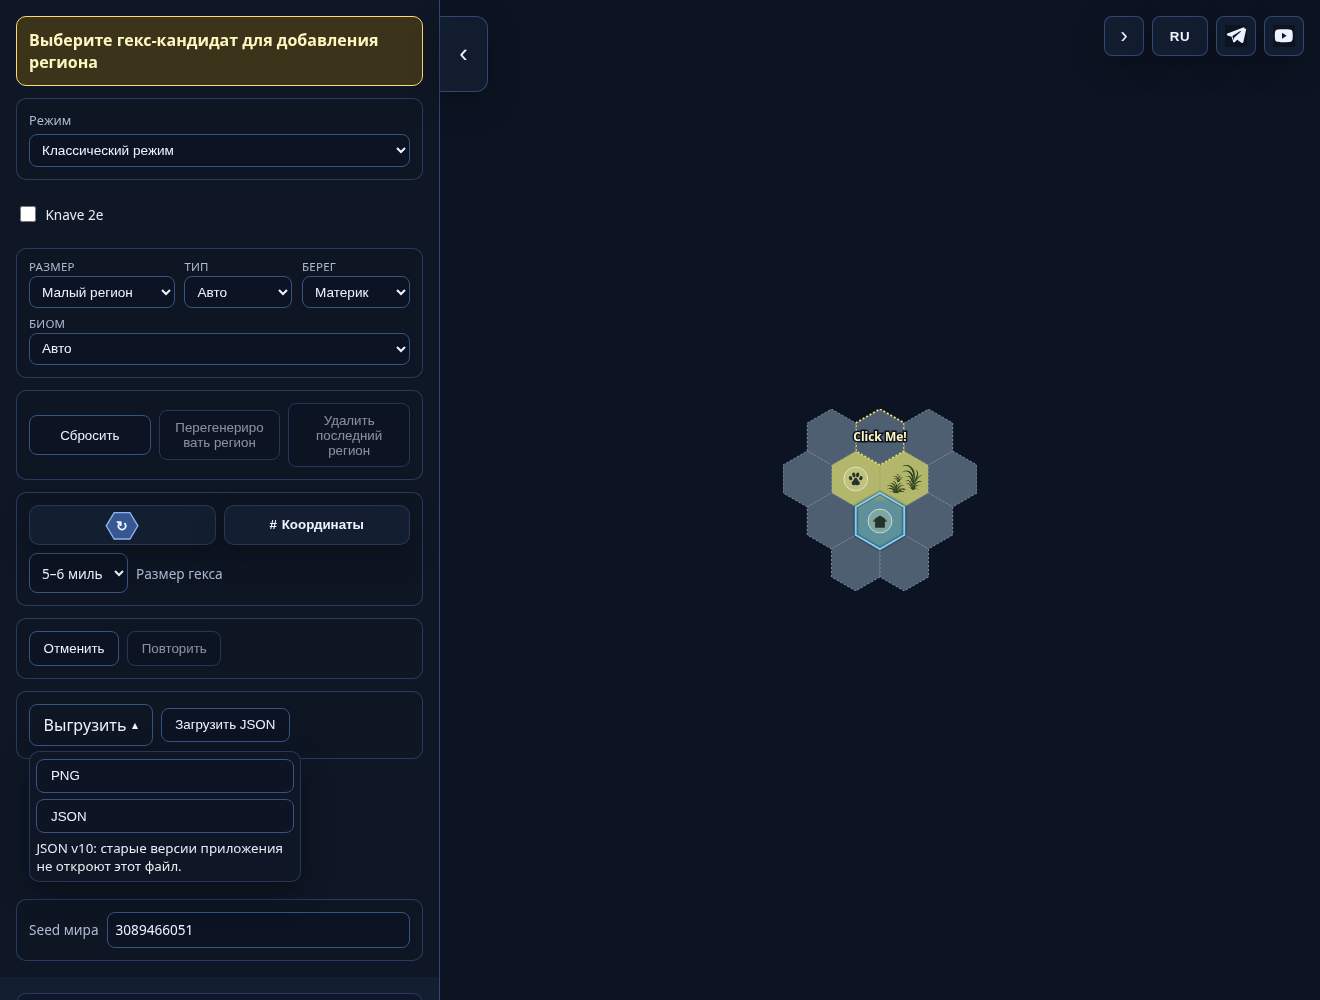 Выберите гекс-кандидат для добавления
региона
‹
›
RU
Режим
Классический режим
Knave 2e
РАЗМЕР ТИП БЕРЕГ
Малый регион Авто Материк
БИОМ
Авто
Сбросить
Перегенериро
вать регион
Удалить
последний
регион
↻
# Координаты
5–6 миль Размер гекса
Отменить Повторить
Выгрузить ▴ Загрузить JSON
PNG
JSON
JSON v10: старые версии приложения
не откроют этот файл.
Seed мира 3089466051
Click Me!